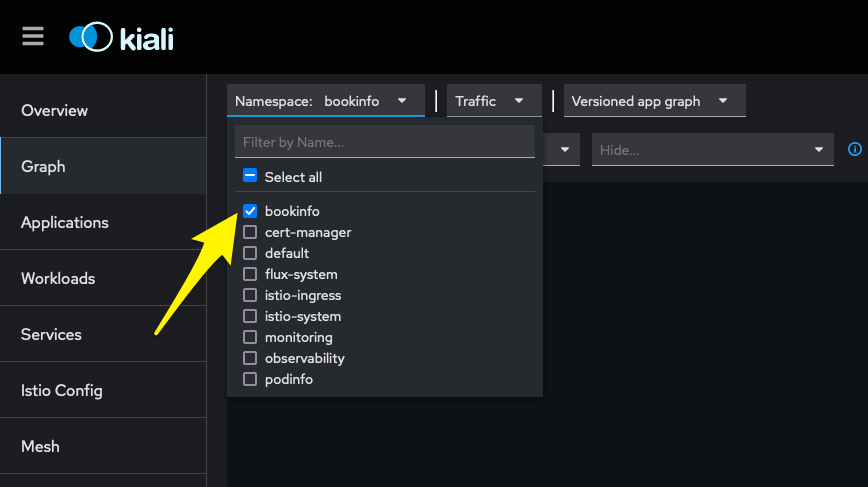 kiali
Overview
Graph
Applications
Workloads
Services
Istio Config
Mesh
Namespace: bookinfo
Traffic
Versioned app graph
Filter by Name...
Hide...
Select all
bookinfo
cert-manager
default
flux-system
istio-ingress
istio-system
monitoring
observability
podinfo